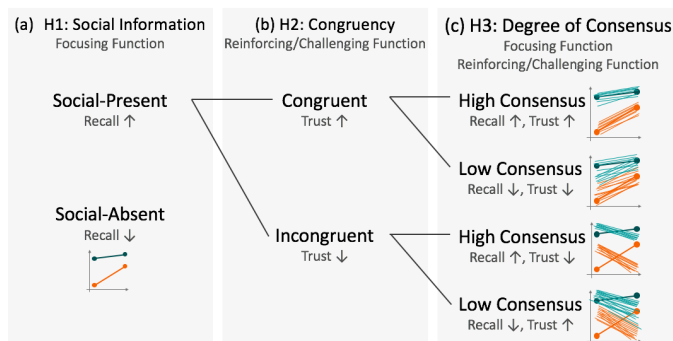 (a) H1: Social Information
Focusing Function
Social-Present
Recall ↑
Social-Absent
Recall ↓
(b) H2: Congruency
Reinforcing/Challenging Function
Congruent
Trust ↑
Incongruent
Trust ↓
(c) H3: Degree of Consensus
Focusing Function
Reinforcing/Challenging Function
High Consensus
Recall ↑, Trust ↑
Low Consensus
Recall ↓, Trust ↓
High Consensus
Recall ↑, Trust ↓
Low Consensus
Recall ↓, Trust ↑